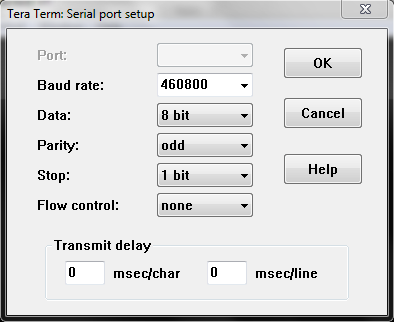 Tera Term: Serial port setup
Port:
OK
Baud rate: 460800
Data: 8 bit
Cancel
Parity: odd
Stop: 1 bit
Help
Flow control: none
Transmit delay
0 msec/char 0 msec/line